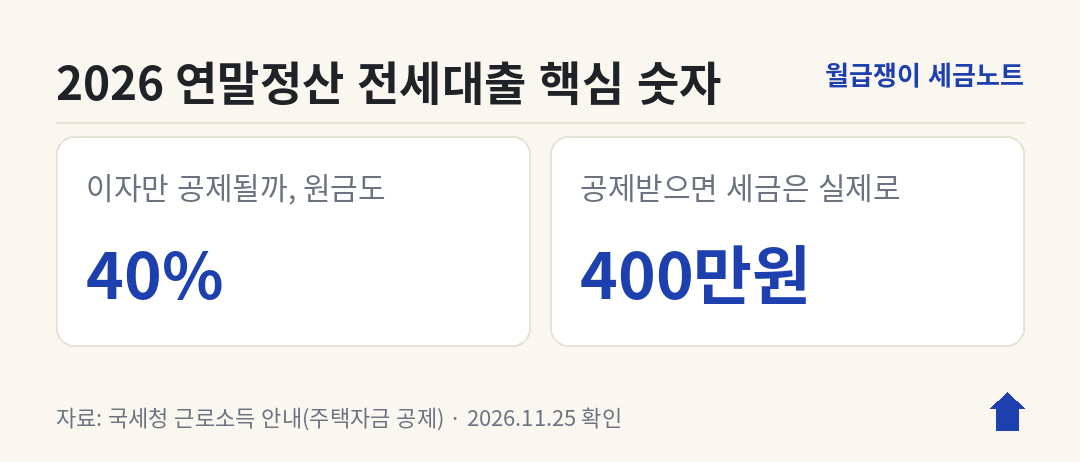 2026 연말정산 전세대출 핵심 숫자
월급쟁이 세금노트
이자만 공제될까, 원금도
40%
공제받으면 세금은 실제로
400만원
자료: 국세청 근로소득 안내(주택자금 공제) · 2026.11.25 확인